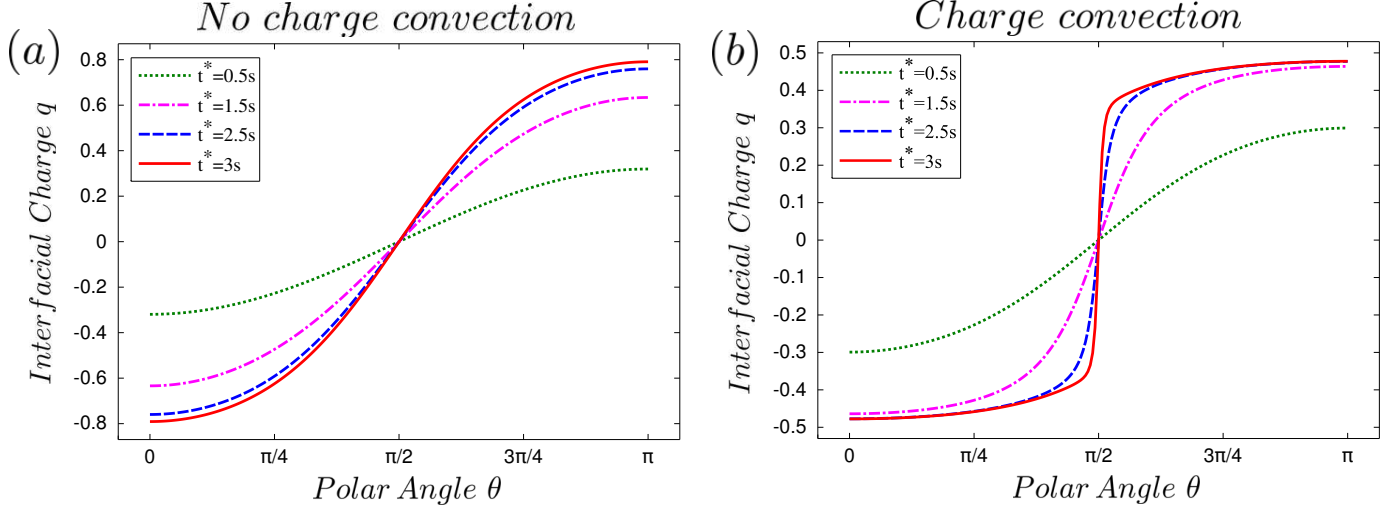 No charge convection
(a)
t*=0.5s
t*=1.5s
t*=2.5s
t*=3s
Interfacial Charge q
0.8
0.6
0.4
0.2
0
-0.2
-0.4
-0.6
-0.8
0 π/4 π/2 3π/4 π
Polar Angle θ
Charge convection
(b)
t*=0.5s
t*=1.5s
t*=2.5s
t*=3s
Interfacial Charge q
0.5
0.4
0.3
0.2
0.1
0
-0.1
-0.2
-0.3
-0.4
-0.5
0 π/4 π/2 3π/4 π
Polar Angle θ